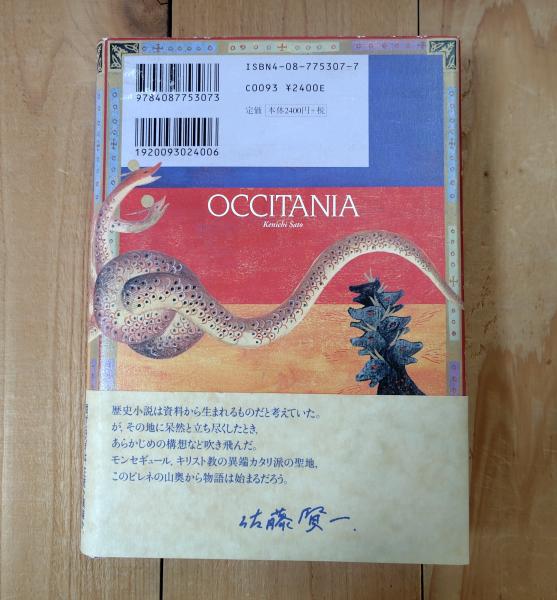 ISBN4-08-775307-7
C0093 ¥2400E
定価 本体2400円+税
9784087753073
1920093024006
OCCITANIA
Kenichi Sato
歴史小説は資料から生まれるものだと考えていた。
が、その地に呆然と立ち尽くしたとき、
あらかじめの構想など吹き飛んだ。
モンセギュール、キリスト教の異端カタリ派の聖地、
このピレネの山奥から物語は始まるだろう。
佐藤賢一